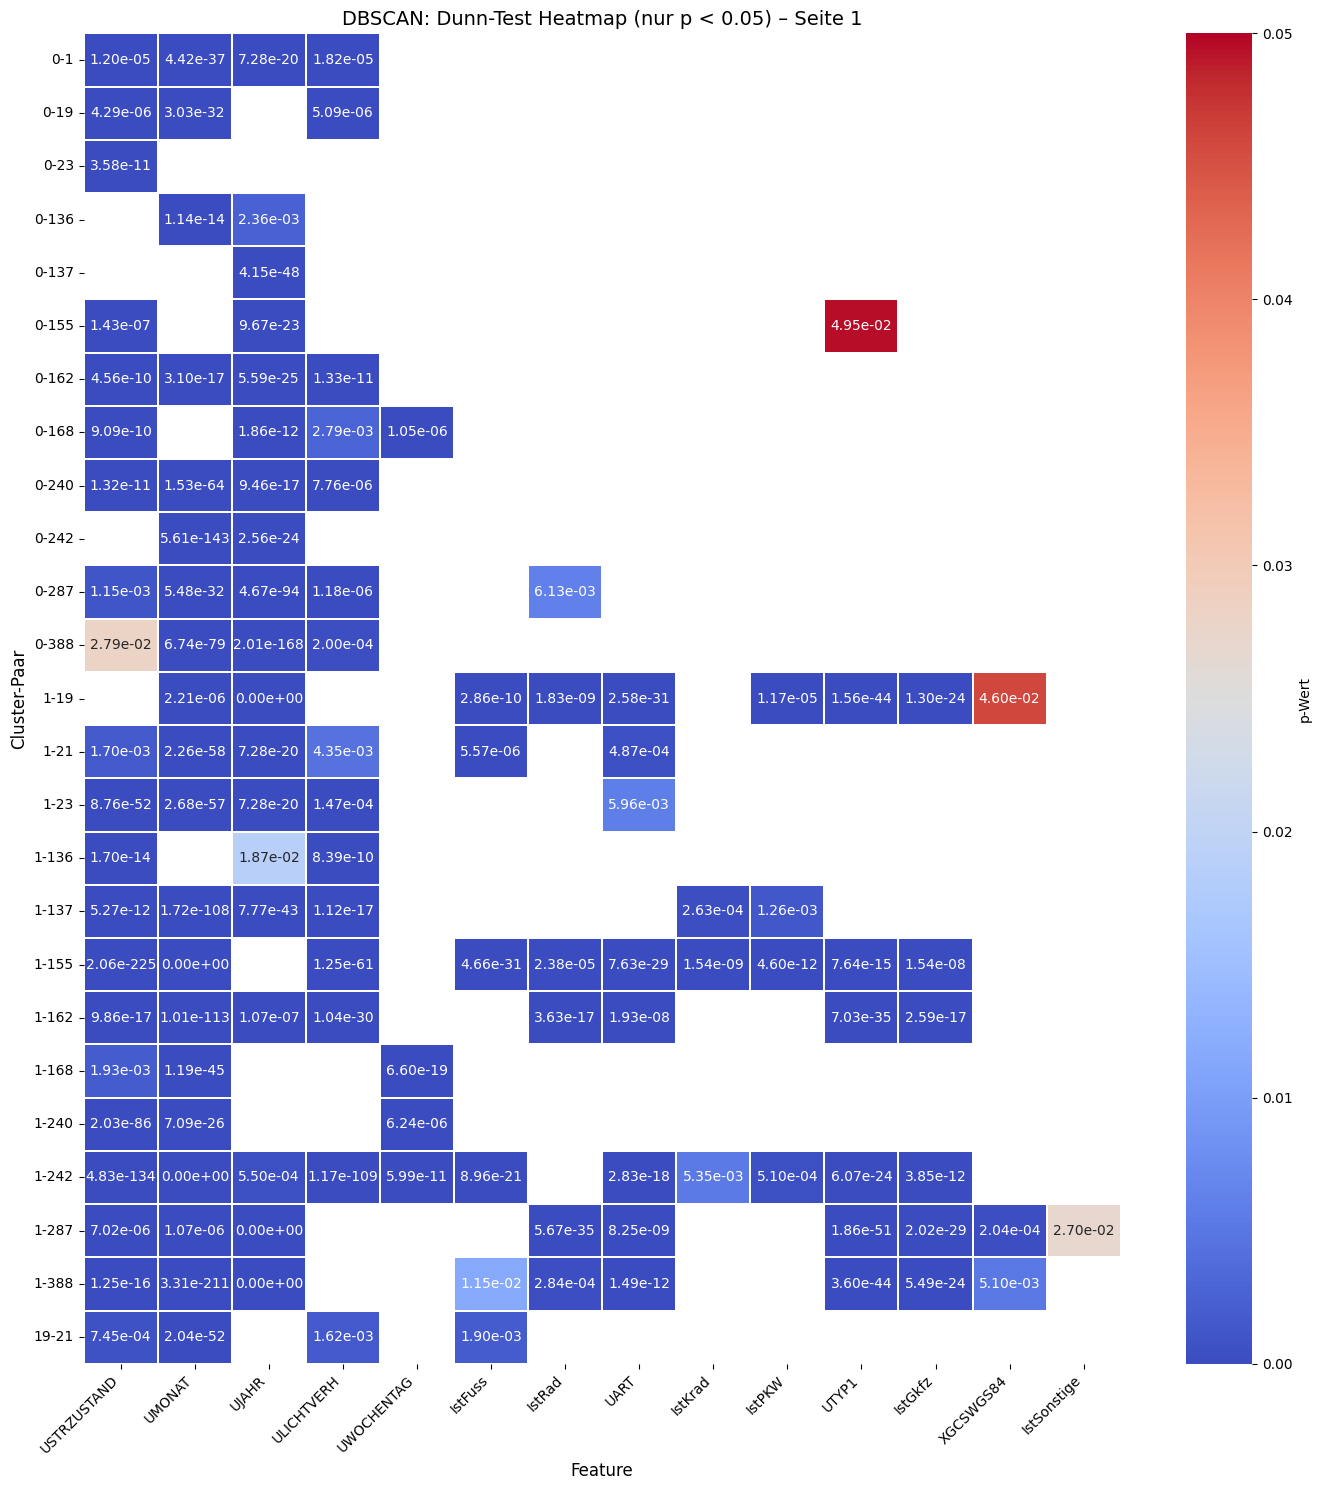 DBSCAN: Dunn-Test Heatmap (nur p < 0.05) – Seite 1
Cluster-Paar
0-1 1.20e-05 4.42e-37 7.28e-20 1.82e-05
0-19 4.29e-06 3.03e-32 5.09e-06
0-23 3.58e-11
0-136 1.14e-14 2.36e-03
0-137 4.15e-48
0-155 1.43e-07 9.67e-23 4.95e-02
0-162 4.56e-10 3.10e-17 5.59e-25 1.33e-11
0-168 9.09e-10 1.86e-12 2.79e-03 1.05e-06
0-240 1.32e-11 1.53e-64 9.46e-17 7.76e-06
0-242 5.61e-143 2.56e-24
0-287 1.15e-03 5.48e-32 4.67e-94 1.18e-06 6.13e-03
0-388 2.79e-02 6.74e-79 2.01e-168 2.00e-04
1-19 2.21e-06 0.00e+00 2.86e-10 1.83e-09 2.58e-31 1.17e-05 1.56e-44 1.30e-24 4.60e-02
1-21 1.70e-03 2.26e-58 7.28e-20 4.35e-03 5.57e-06 4.87e-04
1-23 8.76e-52 2.68e-57 7.28e-20 1.47e-04 5.96e-03
1-136 1.70e-14 1.87e-02 8.39e-10
1-137 5.27e-12 1.72e-108 7.77e-43 1.12e-17 2.63e-04 1.26e-03
1-155 2.06e-225 0.00e+00 1.25e-61 4.66e-31 2.38e-05 7.63e-29 1.54e-09 4.60e-12 7.64e-15 1.54e-08
1-162 9.86e-17 1.01e-113 1.07e-07 1.04e-30 3.63e-17 1.93e-08 7.03e-35 2.59e-17
1-168 1.93e-03 1.19e-45 6.60e-19
1-240 2.03e-86 7.09e-26 6.24e-06
1-242 4.83e-134 0.00e+00 5.50e-04 1.17e-109 5.99e-11 8.96e-21 2.83e-18 5.35e-03 5.10e-04 6.07e-24 3.85e-12
1-287 7.02e-06 1.07e-06 0.00e+00 5.67e-35 8.25e-09 1.86e-51 2.02e-29 2.04e-04 2.70e-02
1-388 1.25e-16 3.31e-211 0.00e+00 1.15e-02 2.84e-04 1.49e-12 3.60e-44 5.49e-24 5.10e-03
19-21 7.45e-04 2.04e-52 1.62e-03 1.90e-03
USTRZUSTAND UMONAT UJAHR ULICHTVERH UWOCHENTAG IstFuss IstRad UART IstKrad IstPKW UTYP1 IstGkfz XGCSWGS84 IstSonstige
Feature
0.05
0.04
0.03
0.02
0.01
0.00
p-Wert